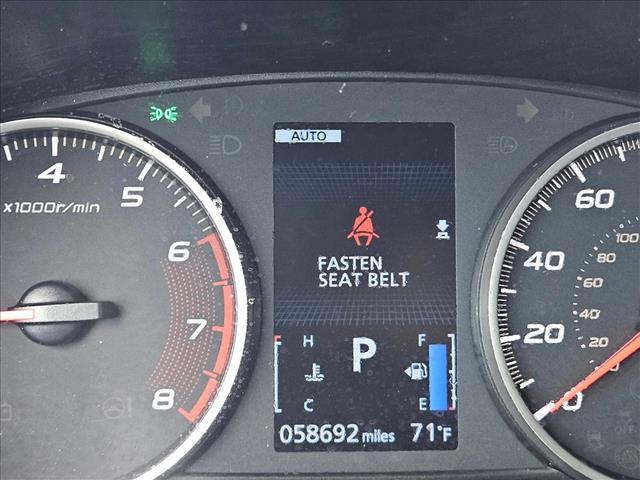 AUTO
4
5
x1000r/min
6
7
8
FASTEN
SEAT BELT
H
F
P
C
E
058692 miles 71°F
60
40
20
0
100
80
60
40
20
OFF